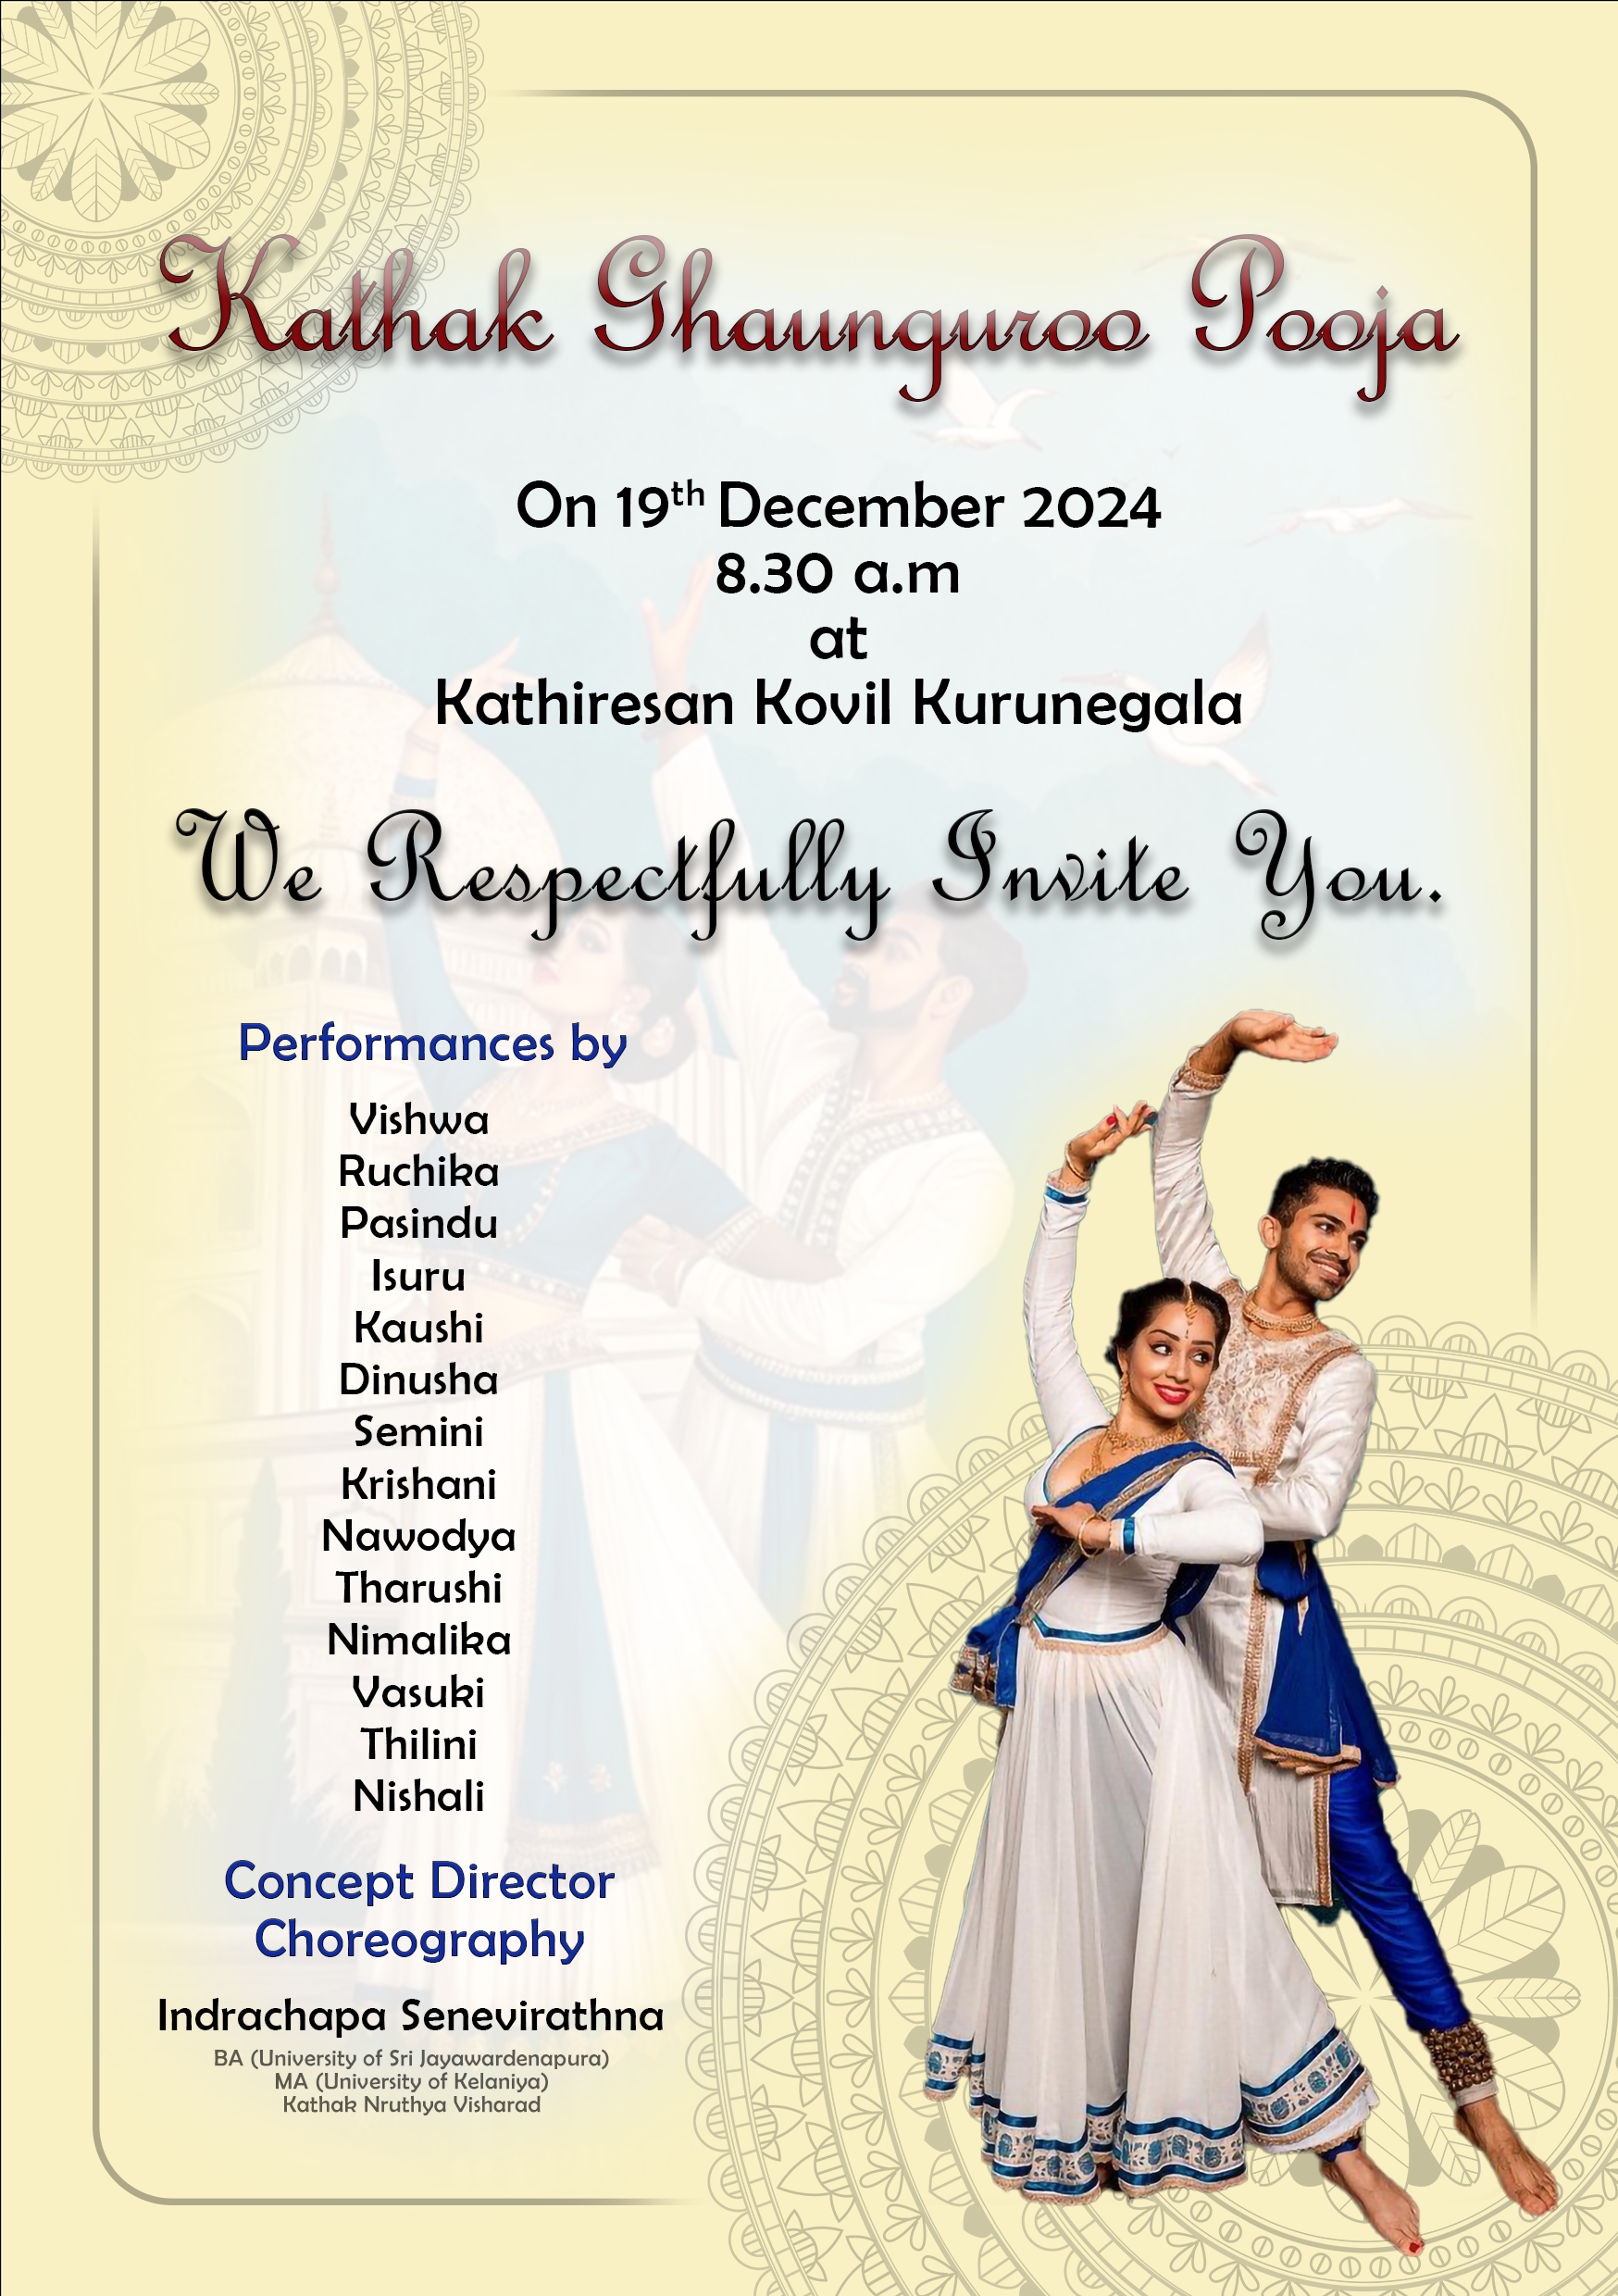 Kathak Ghaunguroo Pooja
On 19th December 2024
8.30 a.m
at
Kathiresan Kovil Kurunegala
We Respectfully Invite You.
Performances by
Vishwa
Ruchika
Pasindu
Isuru
Kaushi
Dinusha
Semini
Krishani
Nawodya
Tharushi
Nimalika
Vasuki
Thilini
Nishali
Concept Director
Choreography
Indrachapa Senevirathna
BA (University of Sri Jayawardenapura)
MA (University of Kelaniya)
Kathak Nruthya Visharad